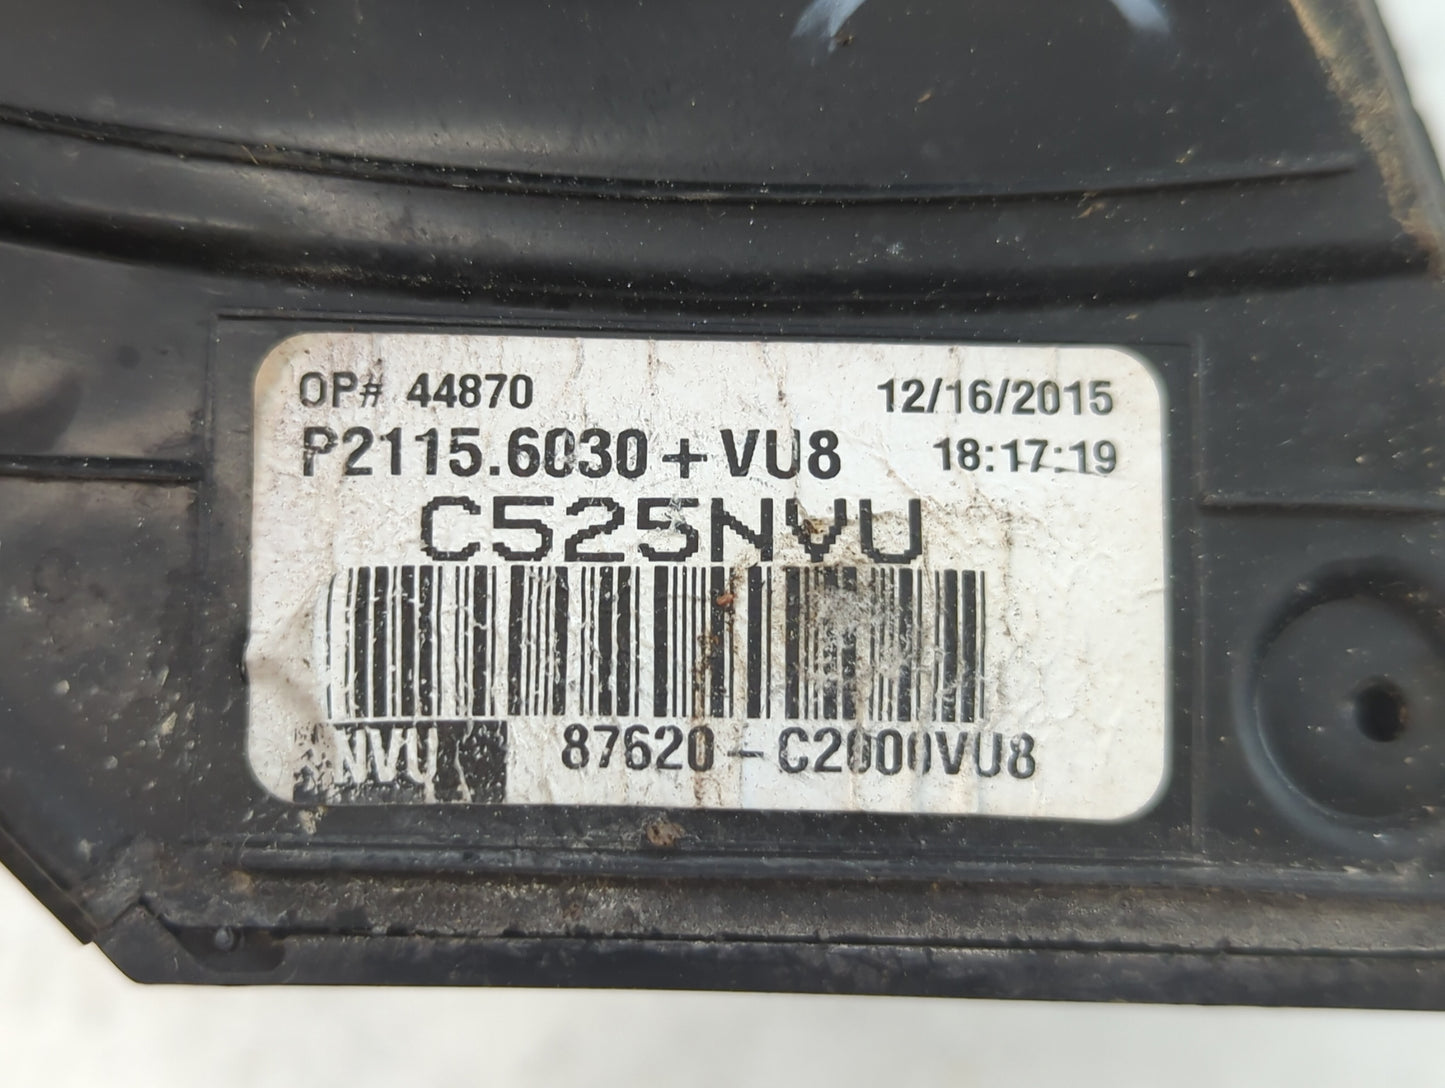 OP# 44870 12/16/2015
P2115.6030+VU8 18:17:19
C525NVU
NVU 87620-C2000VU8